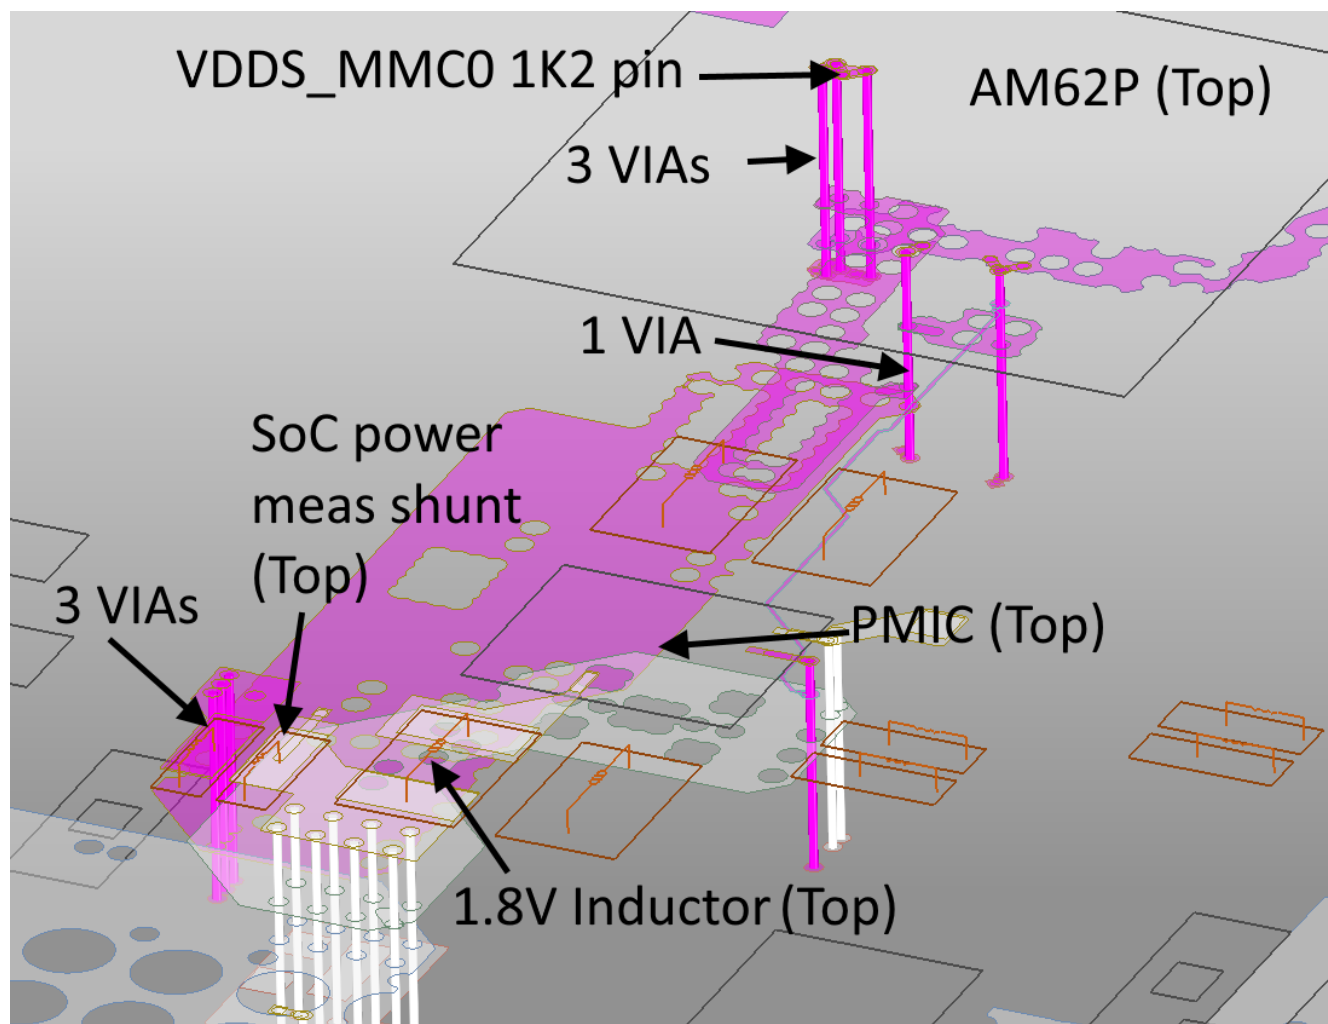 VDDS_MMC0 1K2 pin
AM62P (Top)
3 VIAs
1 VIA
SoC power
meas shunt
(Top)
3 VIAs
PMIC (Top)
1.8V Inductor (Top)